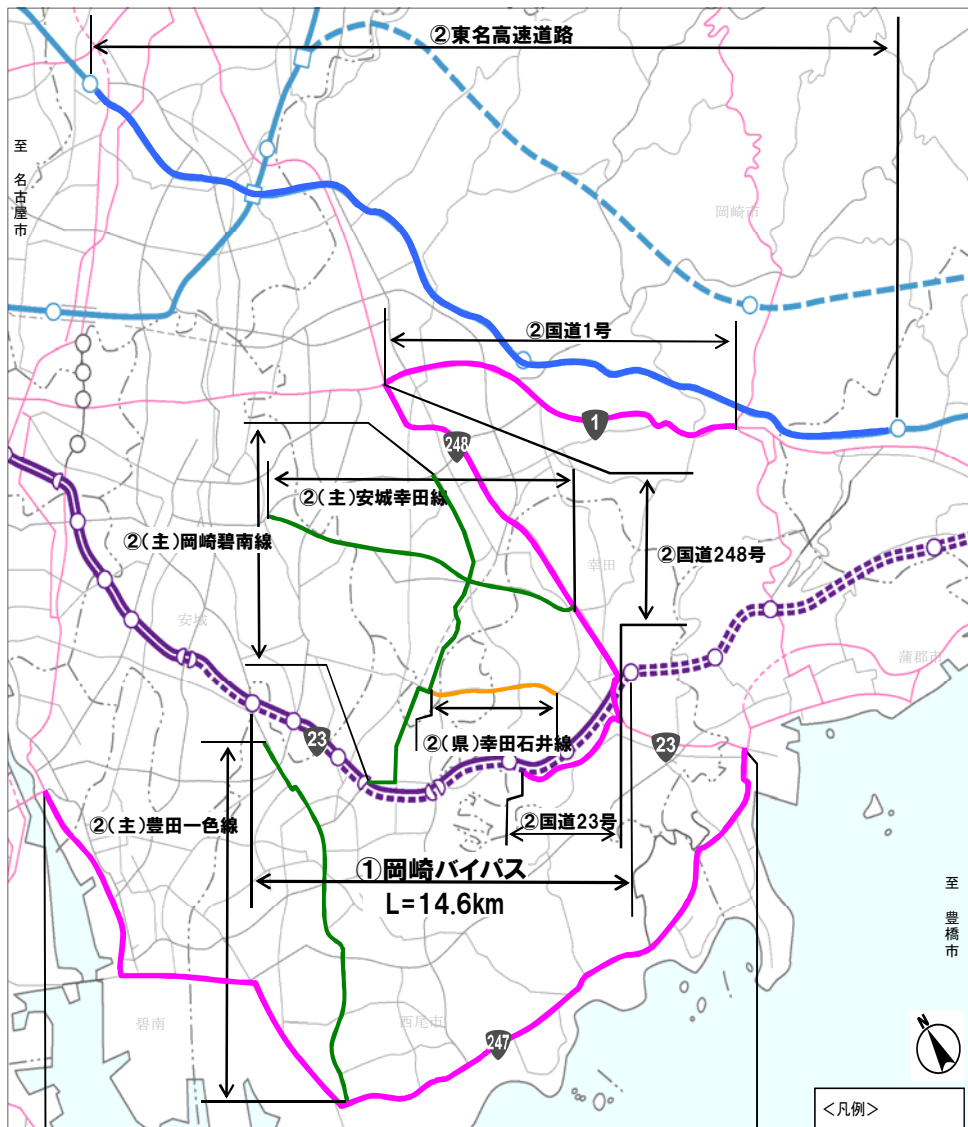 ②東名高速道路
至 名古屋市
岡崎市
②国道1号
1
248
②(主)安城幸田線
②(主)岡崎碧南線
②国道248号
幸田
安城
蒲郡市
23
②(県)幸田石井線
23
②(主)豊田一色線
②国道23号
①岡崎バイパス
L=14.6km
至 豊橋市
碧南
西尾市
247
N
<凡例>